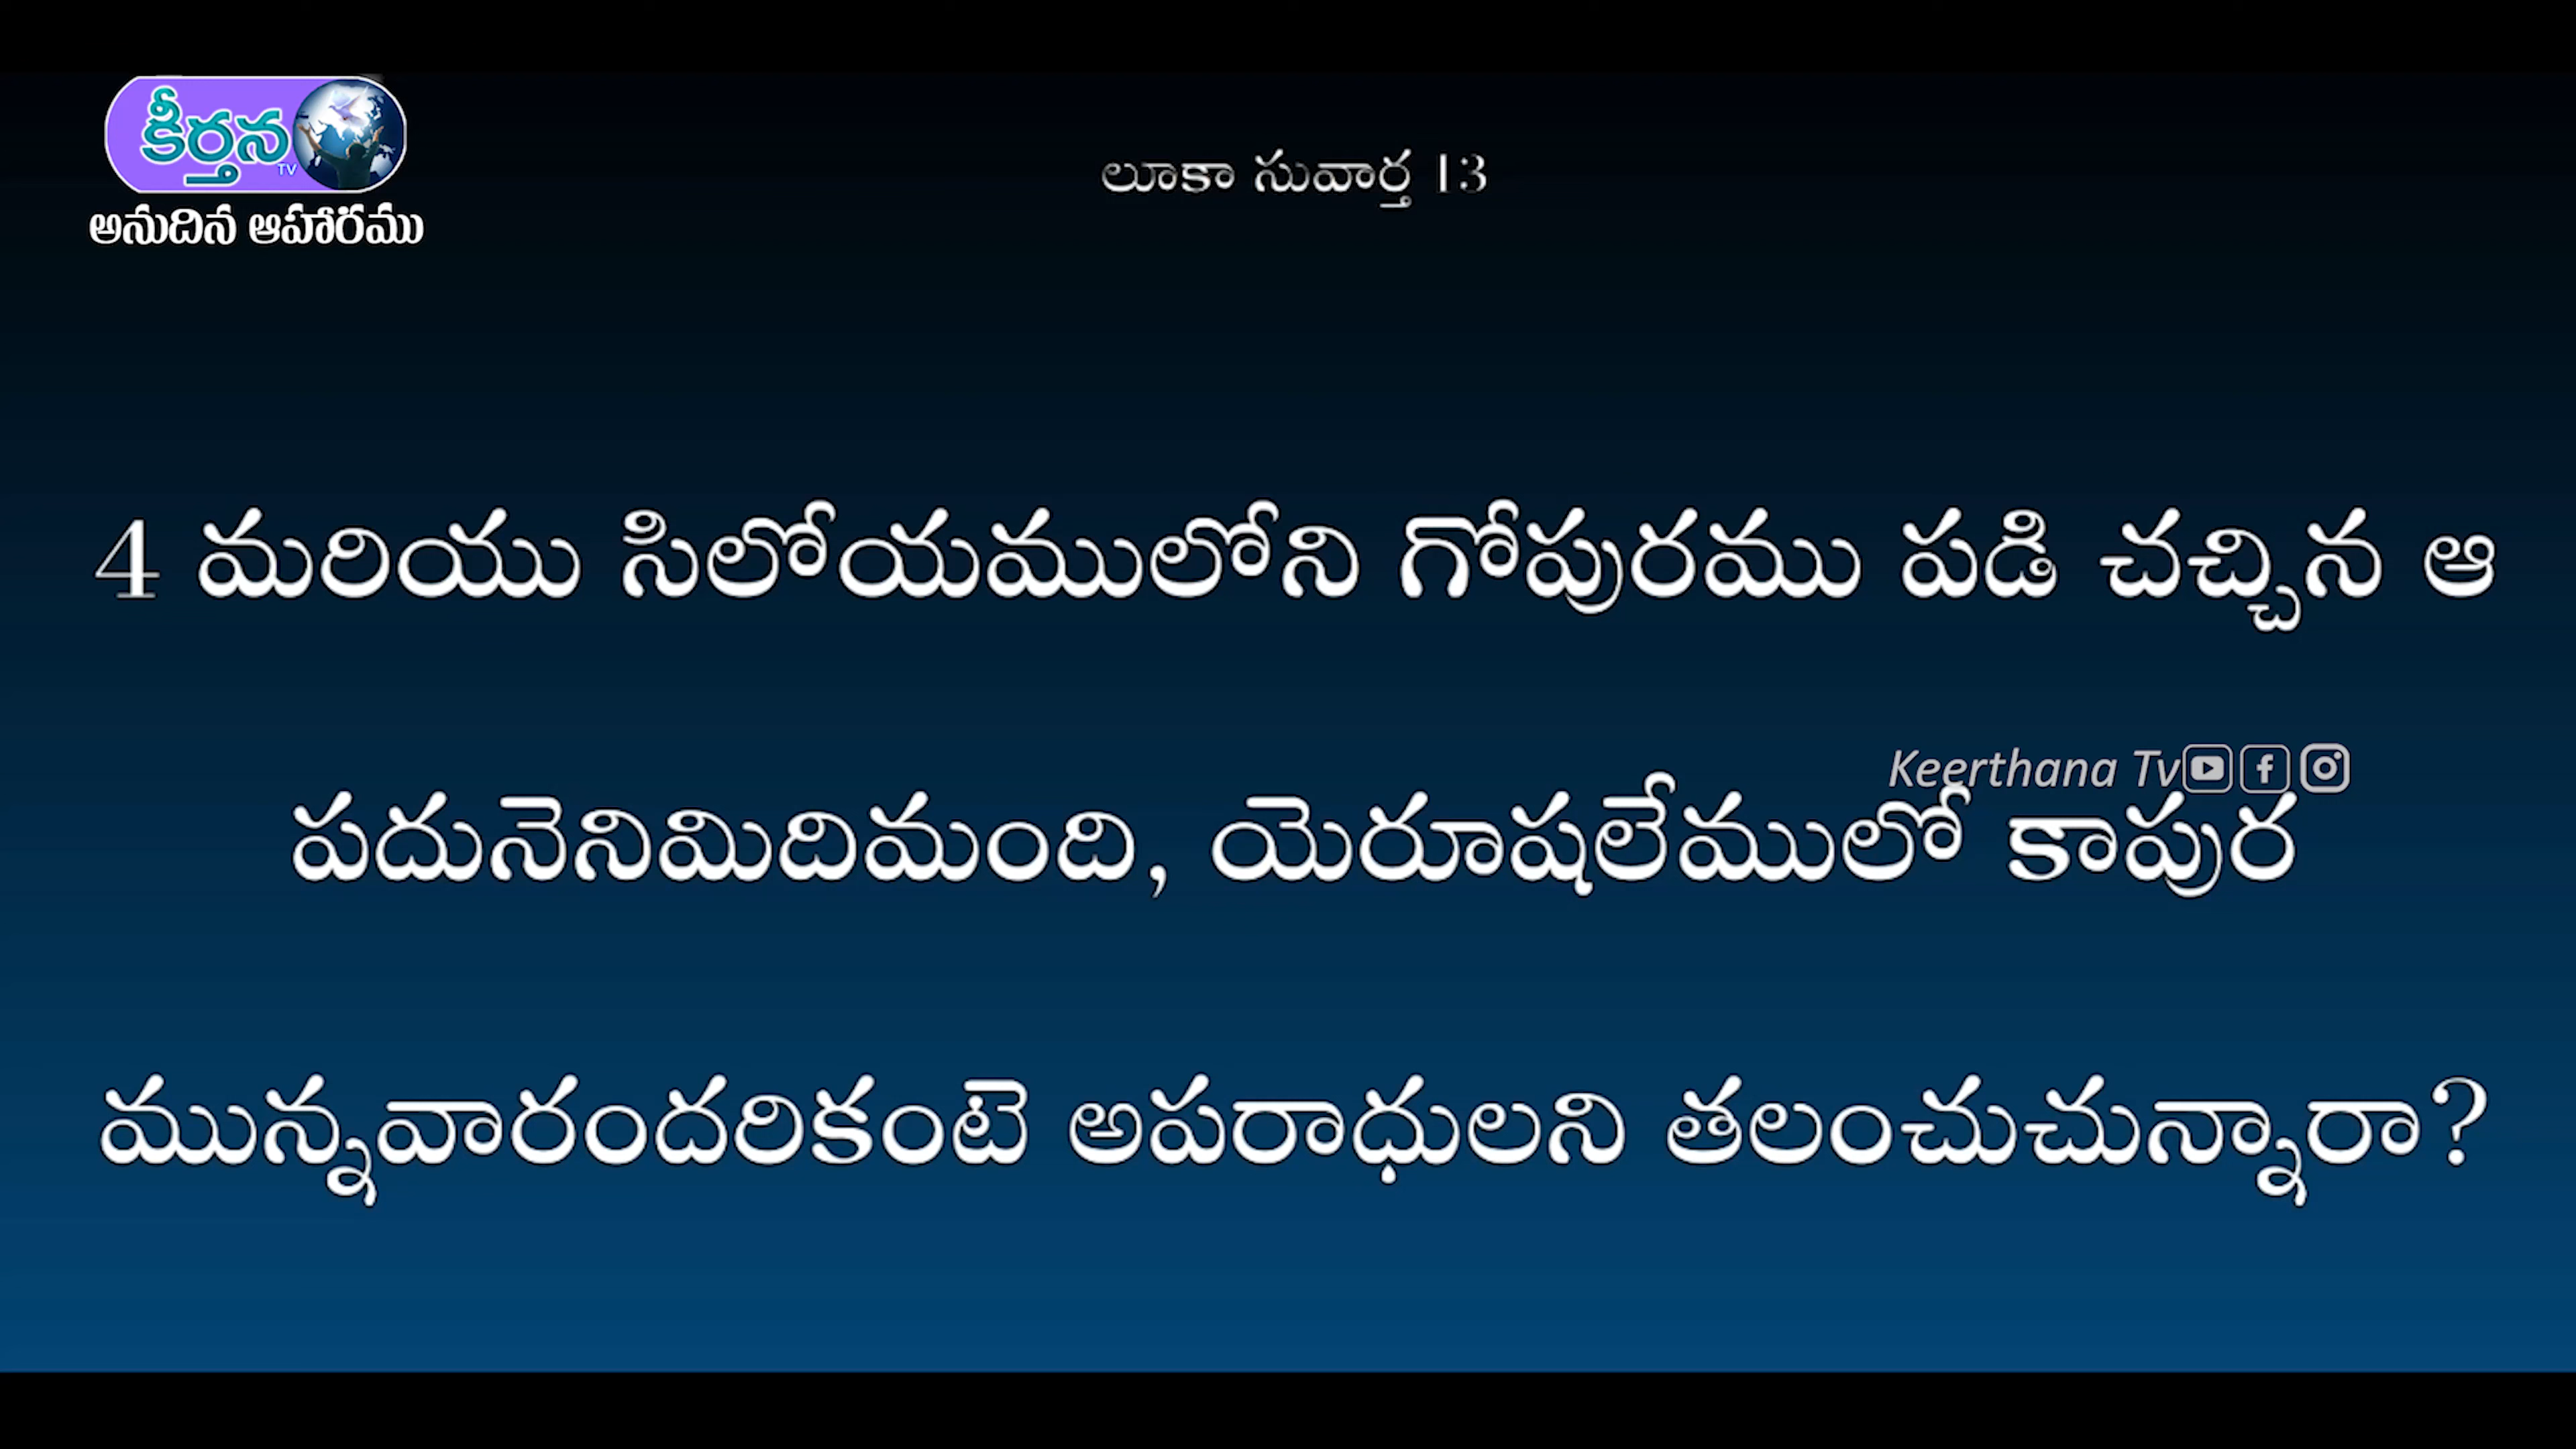 కీర్తన
TV
అనుదిన ఆహారము
లూకా సువార్త 13
4 మరియు సిలోయములోని గోపురము పడి చచ్చిన ఆ
Keerthana Tv
పదునెనిమిదిమంది, యెరూషలేములో కాపుర
మున్నవారందరికంటె అపరాధులని తలంచుచున్నారా?